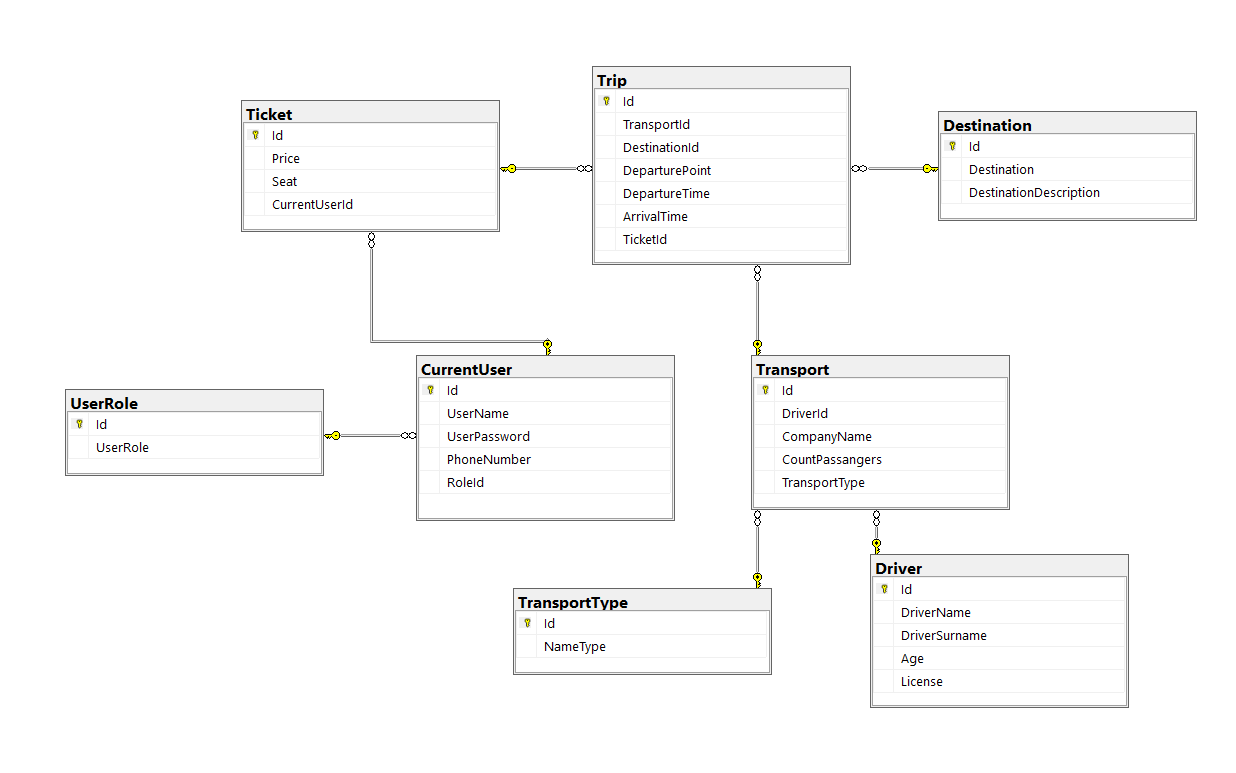 Ticket
Id
Price
Seat
CurrentUserId
Trip
Id
TransportId
DestinationId
DeparturePoint
DepartureTime
ArrivalTime
TicketId
Destination
Id
Destination
DestinationDescription
UserRole
Id
UserRole
CurrentUser
Id
UserName
UserPassword
PhoneNumber
RoleId
Transport
Id
DriverId
CompanyName
CountPassangers
TransportType
TransportType
Id
NameType
Driver
Id
DriverName
DriverSurname
Age
License